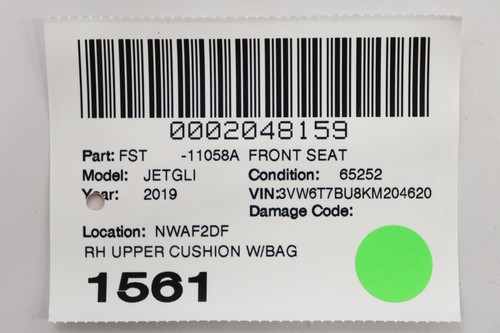 0002048159
Part: FST -11058A FRONT SEAT
Model: JETGLI Condition: 65252
Year: 2019 VIN:3VW6T7BU8KM204620
Damage Code:
Location: NWAF2DF
RH UPPER CUSHION W/BAG
1561